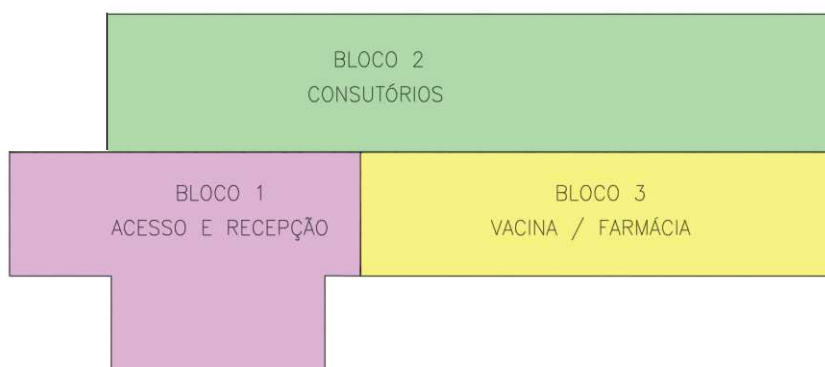 BLOCO 2
CONSUTÓRIOS
BLOCO 1
ACESSO E RECEPÇÃO
BLOCO 3
VACINA / FARMÁCIA